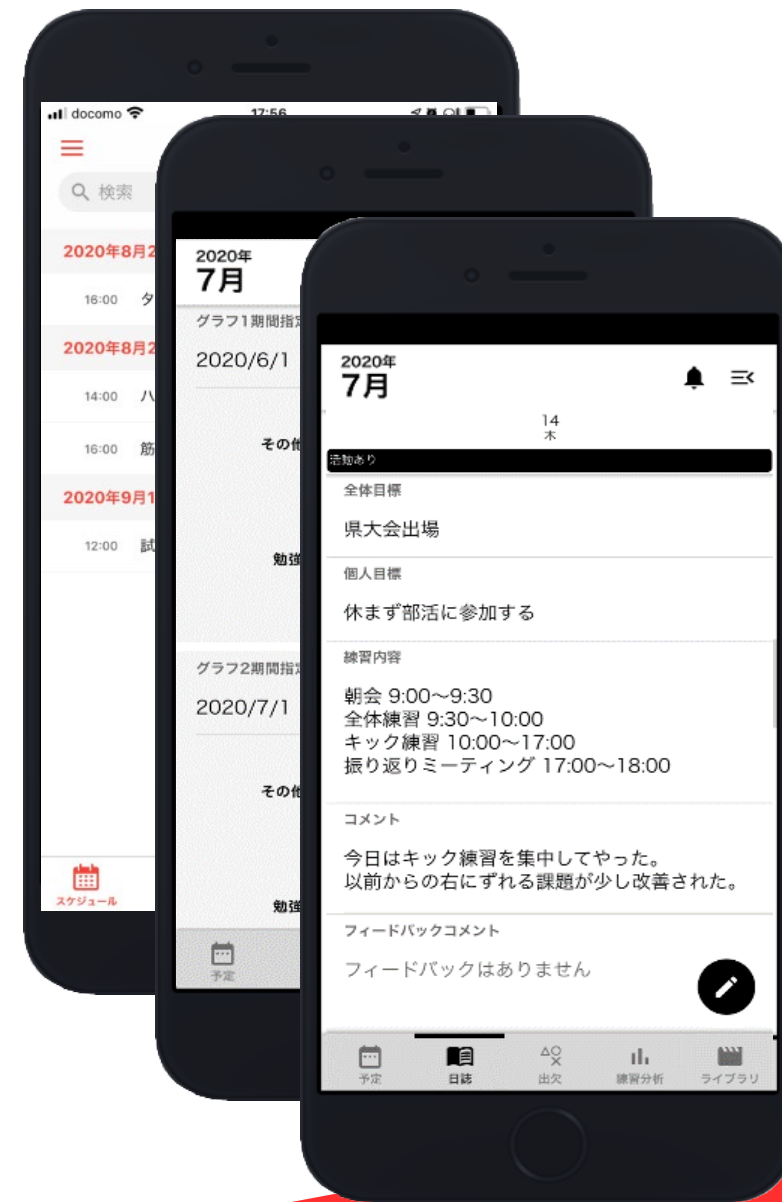 docomo
17:56
検索
2020年8月2
16:00 タ
2020年8月2
14:00 ハ
16:00 筋
2020年9月1
12:00 試
スケジュール
2020年
7月
グラフ1期間指定
2020/6/1
その他
勉強
グラフ2期間指定
2020/7/1
その他
勉強
予定
2020年
7月
14
木
活動あり
全体目標
県大会出場
個人目標
休まず部活に参加する
練習内容
朝会 9:00〜9:30
全体練習 9:30〜10:00
キック練習 10:00〜17:00
振り返りミーティング 17:00〜18:00
コメント
今日はキック練習を集中してやった。
以前からの右にずれる課題が少し改善された。
フィードバックコメント
フィードバックはありません
予定
日誌
出欠
練習分析
ライブラリ